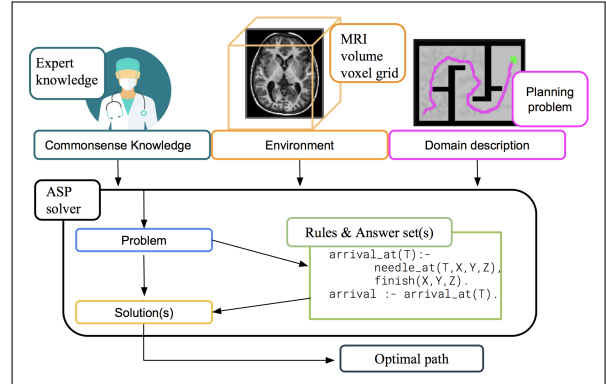 Expert
knowledge
MRI
volume
voxel grid
Planning
problem
Commonsense Knowledge
Environment
Domain description
ASP
solver
Problem
Rules & Answer set(s)
arrival_at(T):-
needle_at(T,X,Y,Z),
finish(X,Y,Z).
arrival :- arrival_at(T).
Solution(s)
Optimal path